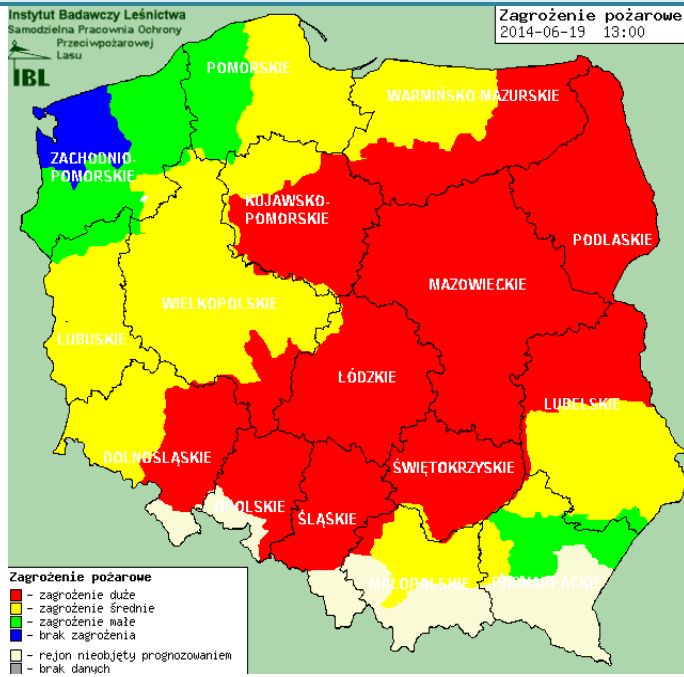 Instytut Badawczy Leśnictwa
Samodzielna Pracownia Ochrony
Przeciwpożarowej
Lasu
IBL
Zagrożenie pożarowe
2014-06-19 13:00
POMORSKIE
WARMIŃSKO-MAZURSKIE
ZACHODNIO-
POMORSKIE
KUJAWSKO-
POMORSKIE
PODLASKIE
MAZOWIECKIE
WIELKOPOLSKIE
LUBUSKIE
ŁÓDZKIE
LUBELSKIE
DOLNOŚLĄSKIE
ŚWIĘTOKRZYSKIE
OPOLSKIE
ŚLĄSKIE
MAŁOPOLSKIE
PODKARPACKIE
Zagrożenie pożarowe
- zagrożenie duże
- zagrożenie średnie
- zagrożenie małe
- brak zagrożenia
- rejon nieobjęty prognozowaniem
- brak danych